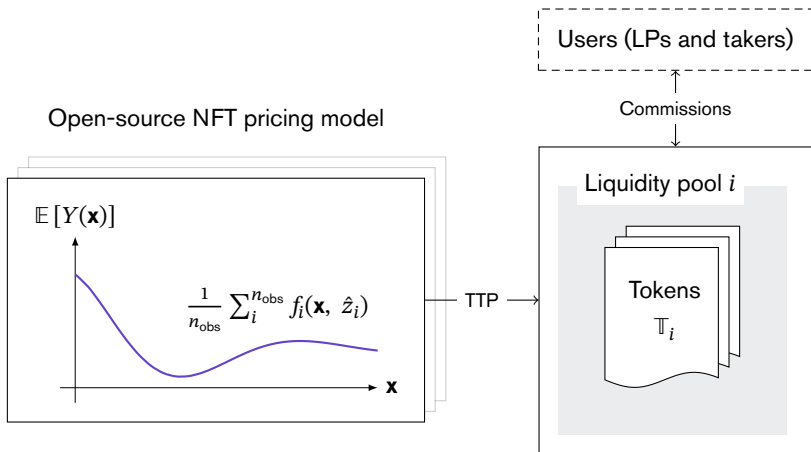 Users (LPs and takers)
Commissions
Open-source NFT pricing model
𝔼 [Y(𝐱)]
1/n_obs ∑_i^{n_obs} f_i(𝐱, ẑ_i)
𝐱
TTP
Liquidity pool i
Tokens
𝕋_i